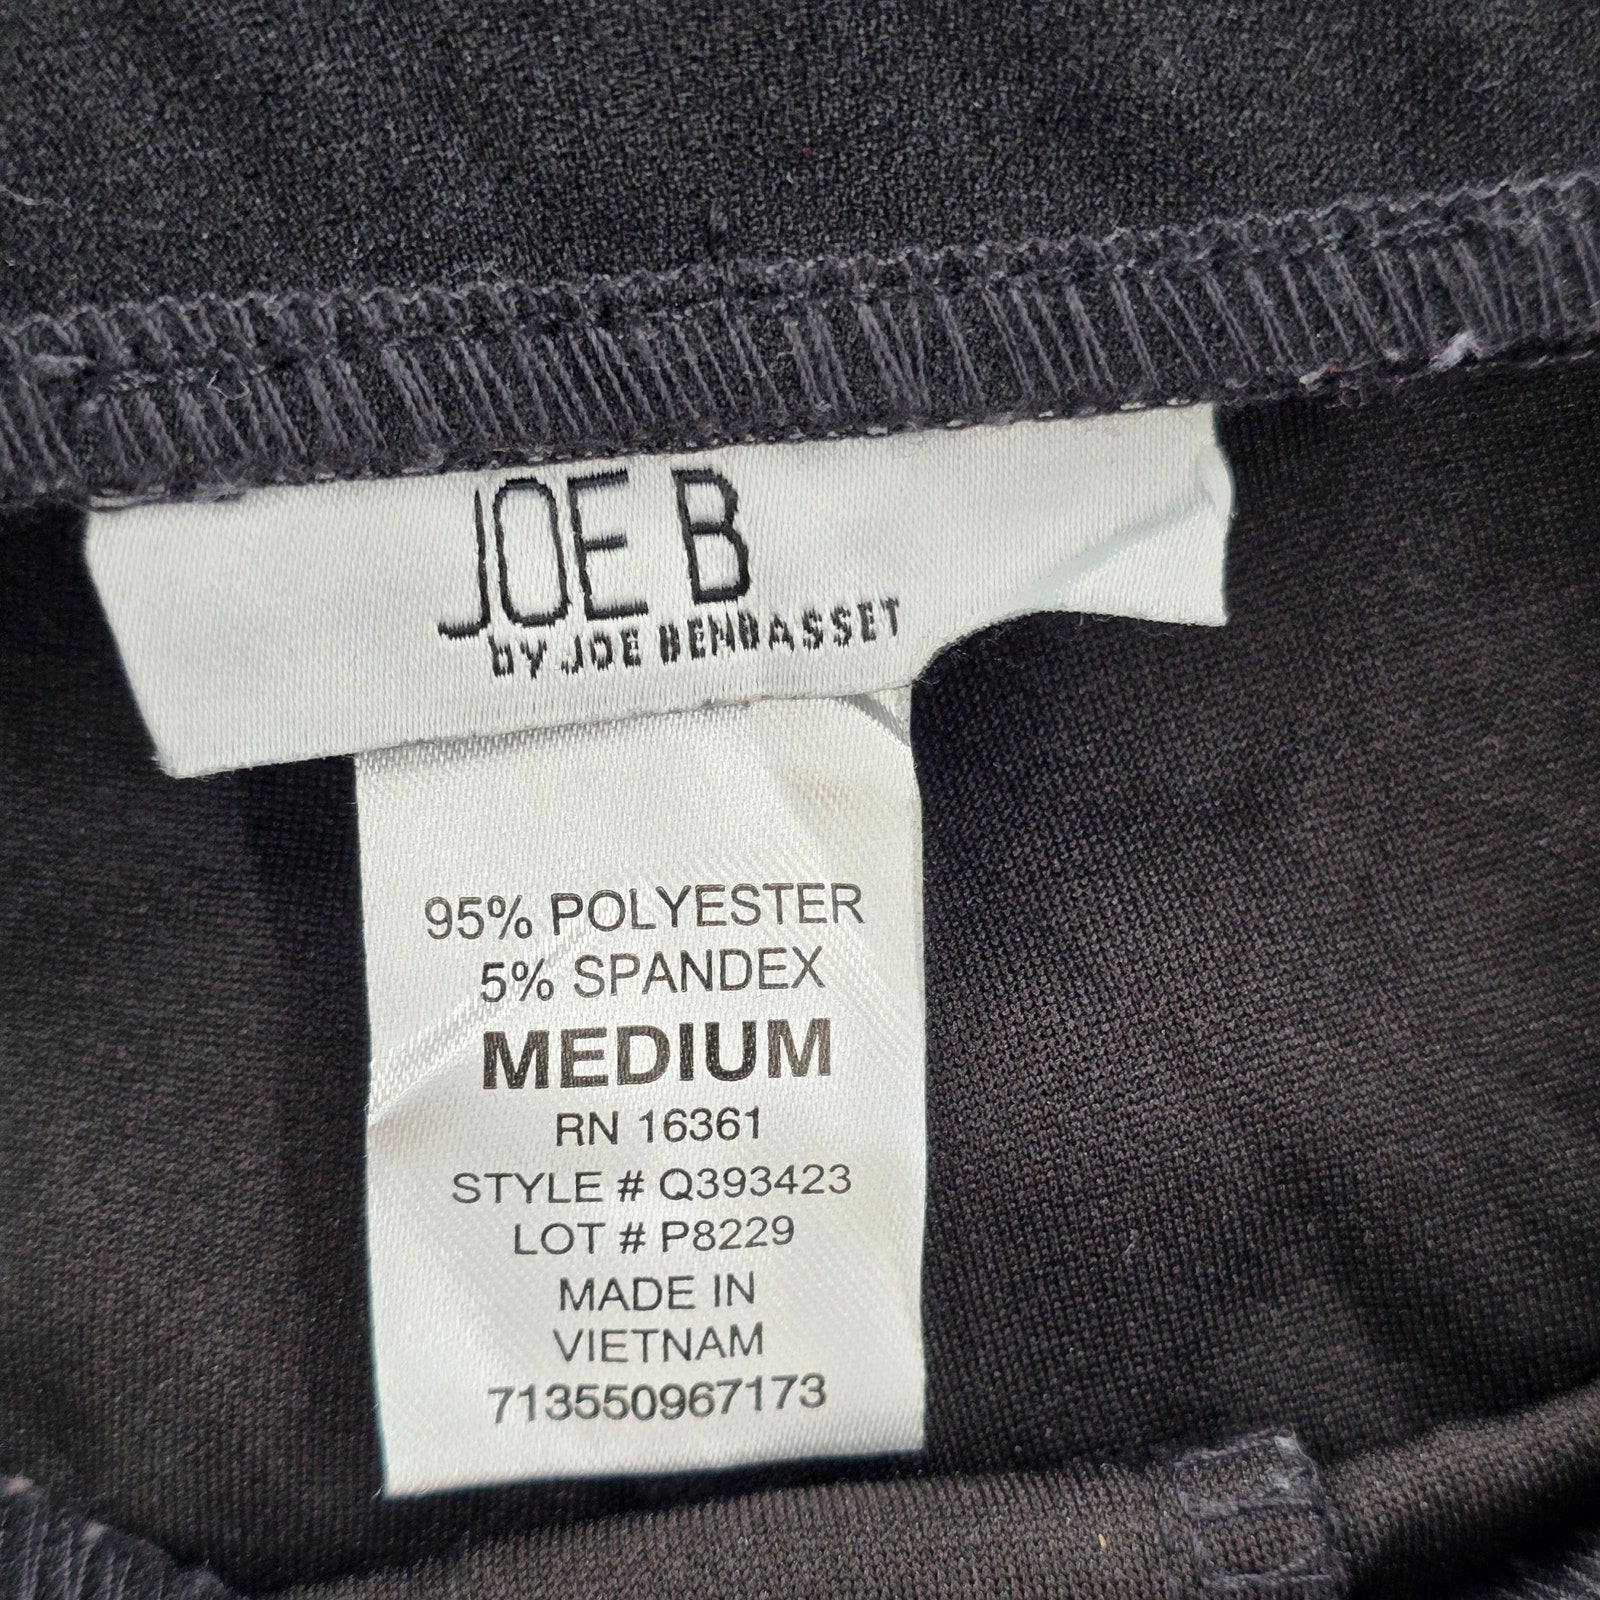 JOE B
by JOE BENBASSET
95% POLYESTER
5% SPANDEX
MEDIUM
RN 16361
STYLE # Q393423
LOT # P8229
MADE IN
VIETNAM
713550967173